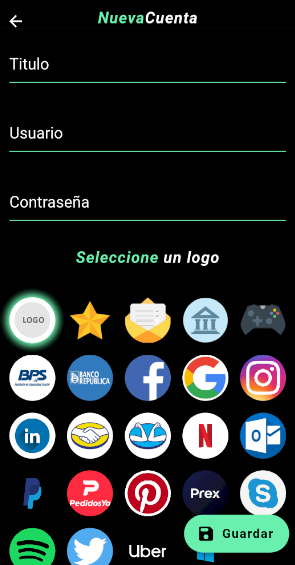 NuevaCuenta
Titulo
Usuario
Contraseña
Seleccione un logo
LOGO
BPS
BANCO
REPÚBLICA
in
N
PedidosYa
Prex
Uber
Guardar